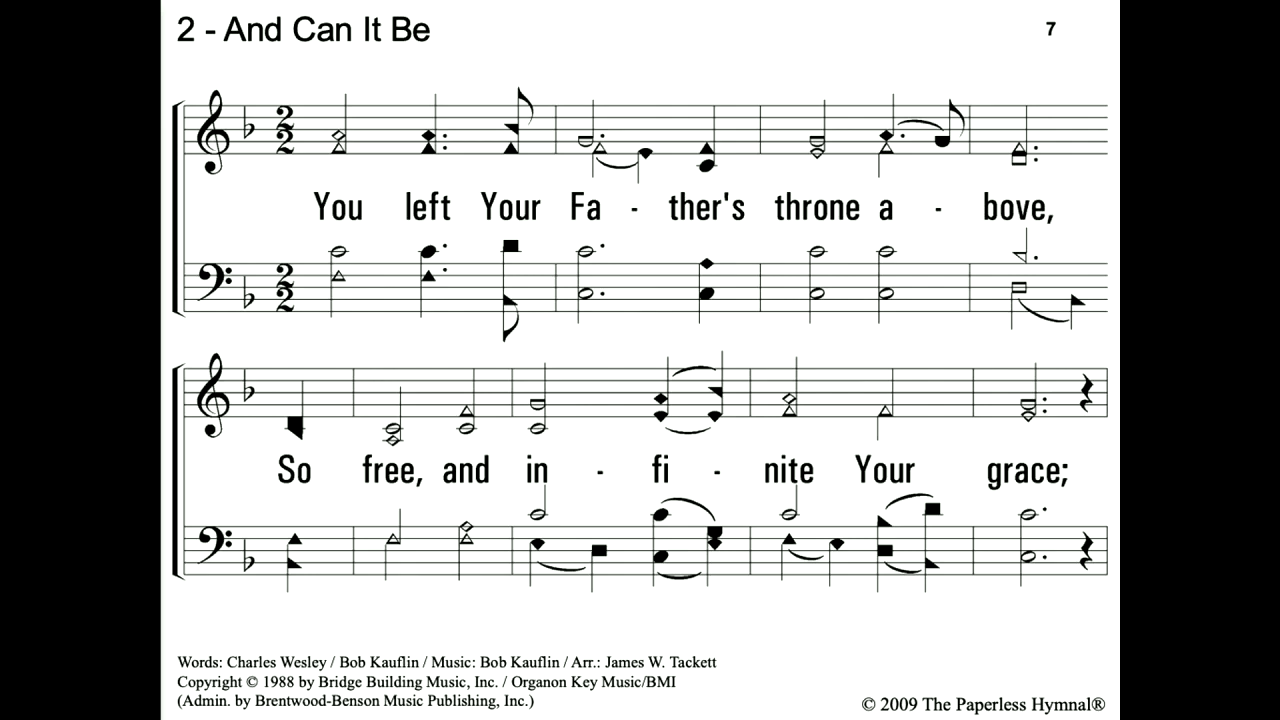 2 - And Can It Be
7
You left Your Fa - ther's throne a - bove,
So free, and in - fi - nite Your grace;
Words: Charles Wesley / Bob Kauflin / Music: Bob Kauflin / Arr.: James W. Tackett
Copyright © 1988 by Bridge Building Music, Inc. / Organon Key Music/BMI
(Admin. by Brentwood-Benson Music Publishing, Inc.)
© 2009 The Paperless Hymnal®